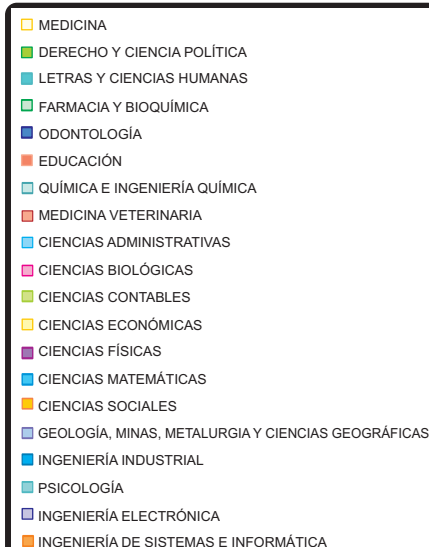 MEDICINA
DERECHO Y CIENCIA POLÍTICA
LETRAS Y CIENCIAS HUMANAS
FARMACIA Y BIOQUÍMICA
ODONTOLOGÍA
EDUCACIÓN
QUÍMICA E INGENIERÍA QUÍMICA
MEDICINA VETERINARIA
CIENCIAS ADMINISTRATIVAS
CIENCIAS BIOLÓGICAS
CIENCIAS CONTABLES
CIENCIAS ECONÓMICAS
CIENCIAS FÍSICAS
CIENCIAS MATEMÁTICAS
CIENCIAS SOCIALES
GEOLOGÍA, MINAS, METALURGIA Y CIENCIAS GEOGRÁFICAS
INGENIERÍA INDUSTRIAL
PSICOLOGÍA
INGENIERÍA ELECTRÓNICA
INGENIERÍA DE SISTEMAS E INFORMÁTICA